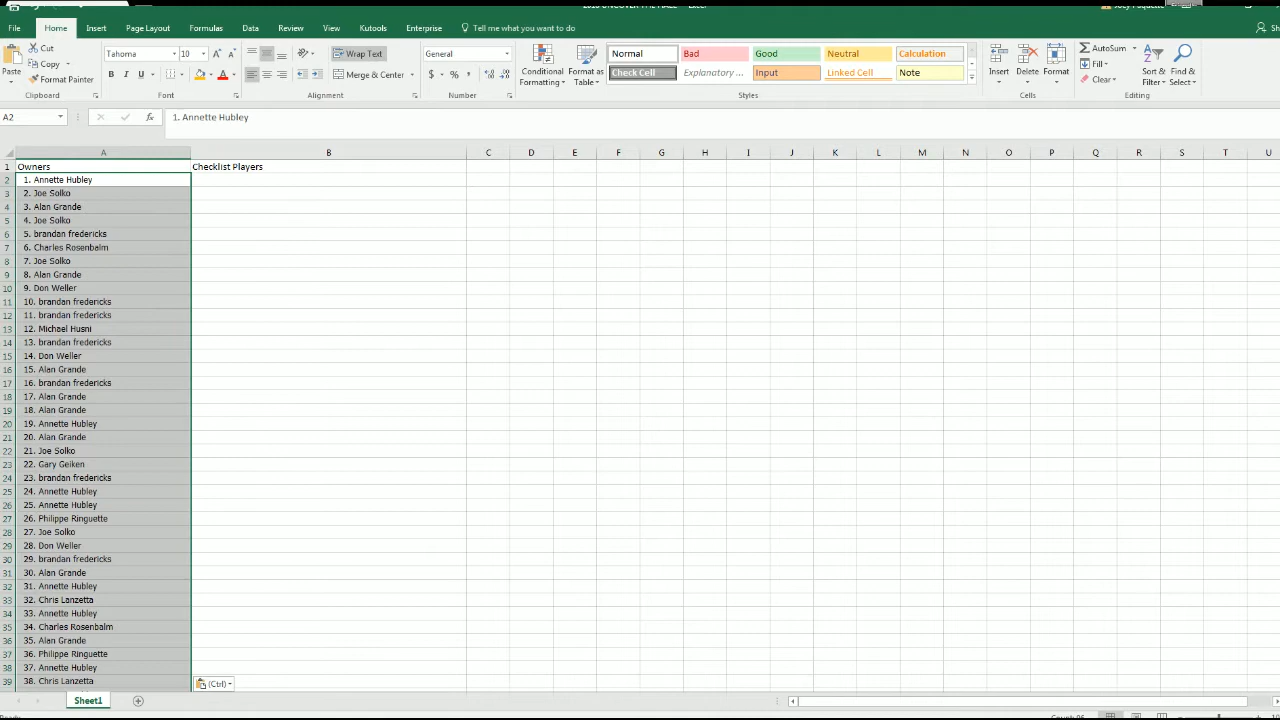 File Home Insert Page Layout Formulas Data Review View Kutools Enterprise Tell me what you want to do
Paste Cut Copy Format Painter Clipboard
Tahoma 10 B I U Font
Wrap Text Merge & Center Alignment
General $ % Number
Conditional Formatting Format as Table
Normal Bad Good Neutral Calculation
Check Cell Explanatory ... Input Linked Cell Note
Styles
Insert Delete Format Cells
AutoSum Fill Clear Sort & Filter Find & Select Editing
A2 fx 1. Annette Hubley
A B C D E F G H I J K L M N O P Q R S T U
1 Owners Checklist Players
2 1. Annette Hubley
3 2. Joe Solko
4 3. Alan Grande
5 4. Joe Solko
6 5. brandan fredericks
7 6. Charles Rosenbalm
8 7. Joe Solko
9 8. Alan Grande
10 9. Don Weller
11 10. brandan fredericks
12 11. brandan fredericks
13 12. Michael Husni
14 13. brandan fredericks
15 14. Don Weller
16 15. Alan Grande
17 16. brandan fredericks
18 17. Alan Grande
19 18. Alan Grande
20 19. Annette Hubley
21 20. Alan Grande
22 21. Joe Solko
23 22. Gary Geiken
24 23. brandan fredericks
25 24. Annette Hubley
26 25. Annette Hubley
27 26. Philippe Ringuette
28 27. Joe Solko
29 28. Don Weller
30 29. brandan fredericks
31 30. Alan Grande
32 31. Annette Hubley
33 32. Chris Lanzetta
34 33. Annette Hubley
35 34. Charles Rosenbalm
36 35. Alan Grande
37 36. Philippe Ringuette
38 37. Annette Hubley
39 38. Chris Lanzetta
(Ctrl)
Sheet1